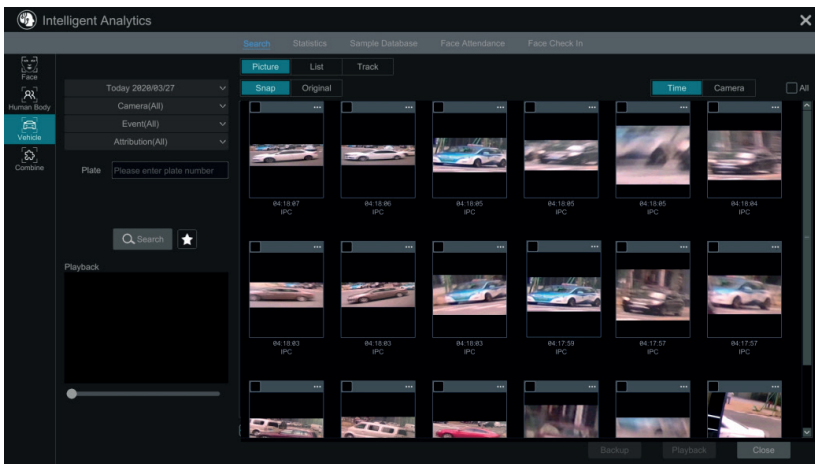 Intelligent Analytics
Search Statistics Sample Database Face Attendance Face Check In
Face
Human Body
Vehicle
Combine
Today 2020/03/27
Camera(All)
Event(All)
Attribution(All)
Plate Please enter plate number
Search
Playback
Picture List Track
Snap Original Time Camera All
04:18:07 04:18:06 04:18:05 04:18:05 04:18:05 04:18:04
IPC IPC IPC IPC IPC IPC
04:18:03 04:18:03 04:18:03 04:17:59 04:17:57 04:17:57
IPC IPC IPC IPC IPC IPC
Backup Playback Close